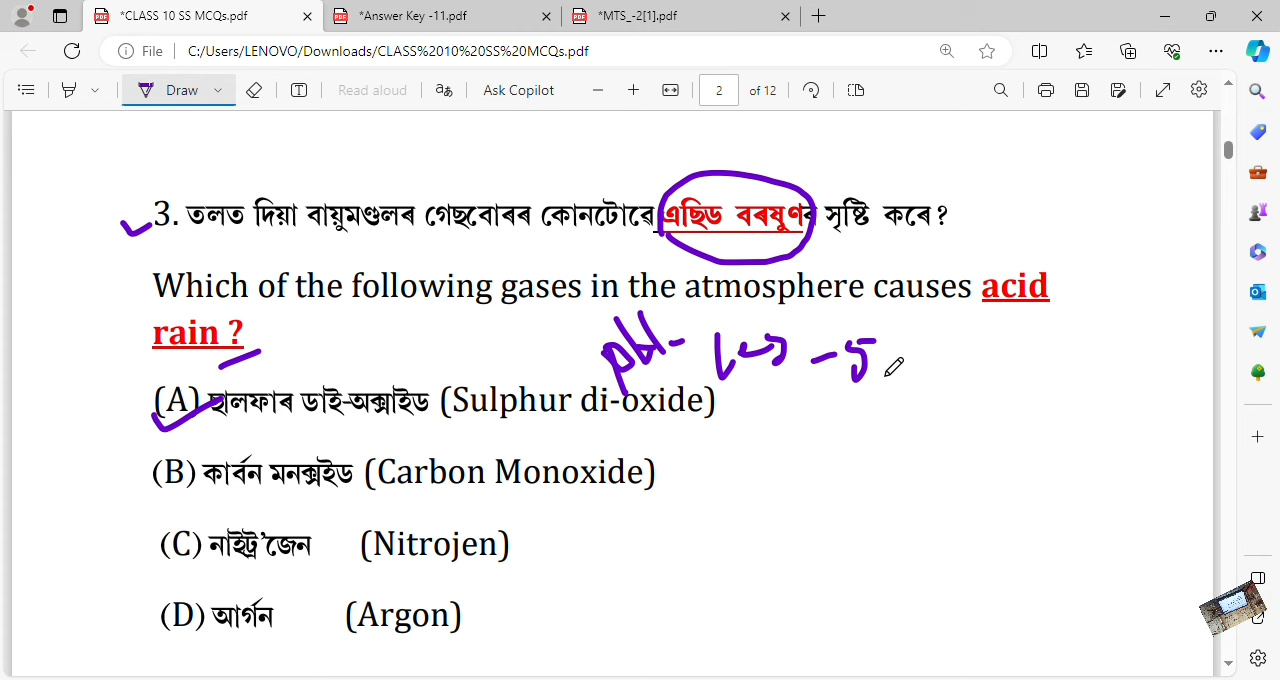 *CLASS 10 SS MCQs.pdf
*Answer Key -11.pdf
*MTS_-2[1].pdf
File C:/Users/LENOVO/Downloads/CLASS%2010%20SS%20MCQs.pdf
Draw Read aloud Ask Copilot 2 of 12
3. তলত দিয়া বায়ুমণ্ডলৰ গেছবোৰৰ কোনটোৱে এছিড বৰষুণৰ সৃষ্টি কৰে?
Which of the following gases in the atmosphere causes acid
rain ?
(A) ছালফাৰ ডাই-অক্সাইড (Sulphur di-oxide)
(B) কাৰ্বন মনক্সইড (Carbon Monoxide)
(C) নাইট্ৰ'জেন (Nitrojen)
(D) আৰ্গন (Argon)